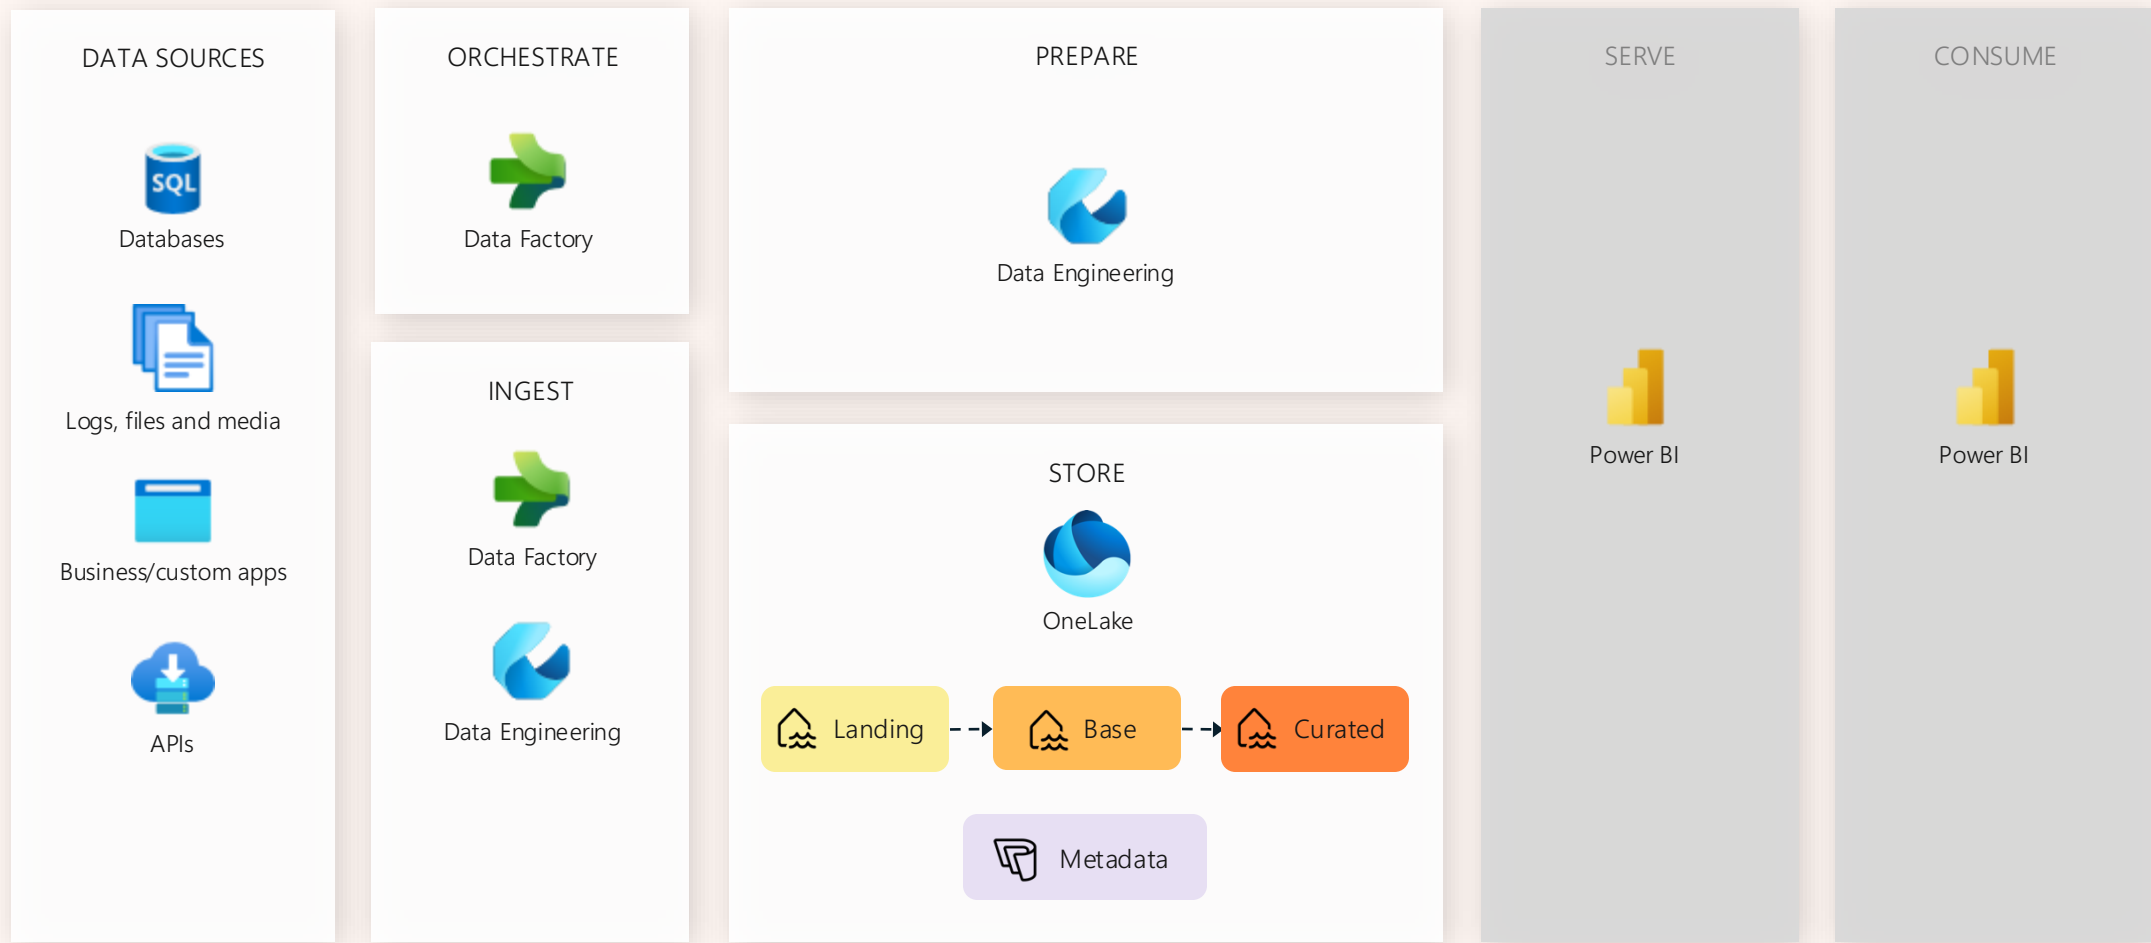 DATA SOURCES
SQL
Databases
Logs, files and media
Business/custom apps
APIs
ORCHESTRATE
Data Factory
INGEST
Data Factory
Data Engineering
PREPARE
Data Engineering
STORE
OneLake
Landing
Base
Curated
Metadata
SERVE
Power BI
CONSUME
Power BI